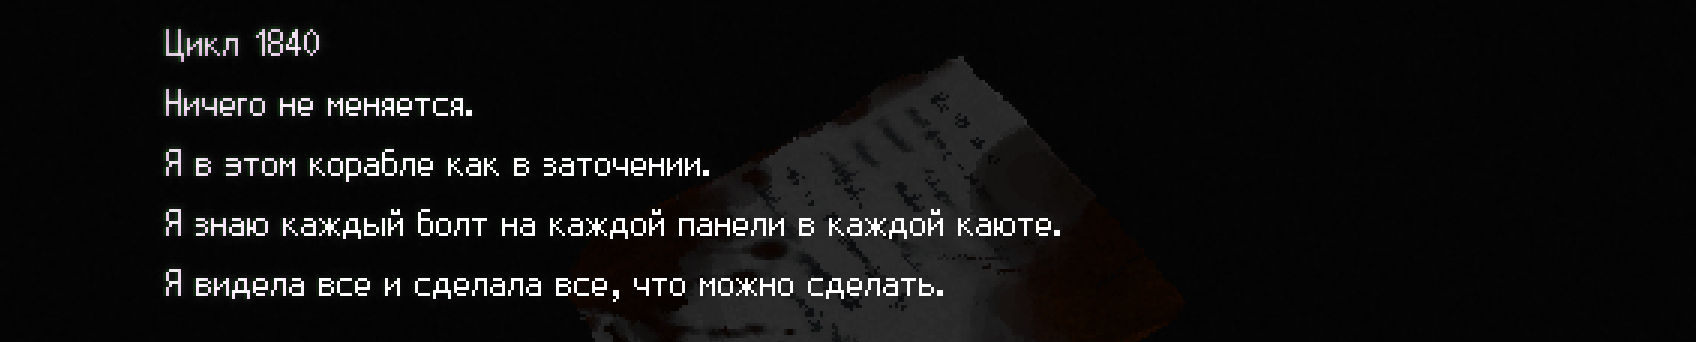 Цикл 1840
Ничего не меняется.
Я в этом корабле как в заточении.
Я знаю каждый болт на каждой панели в каждой каюте.
Я видела все и сделала все, что можно сделать.